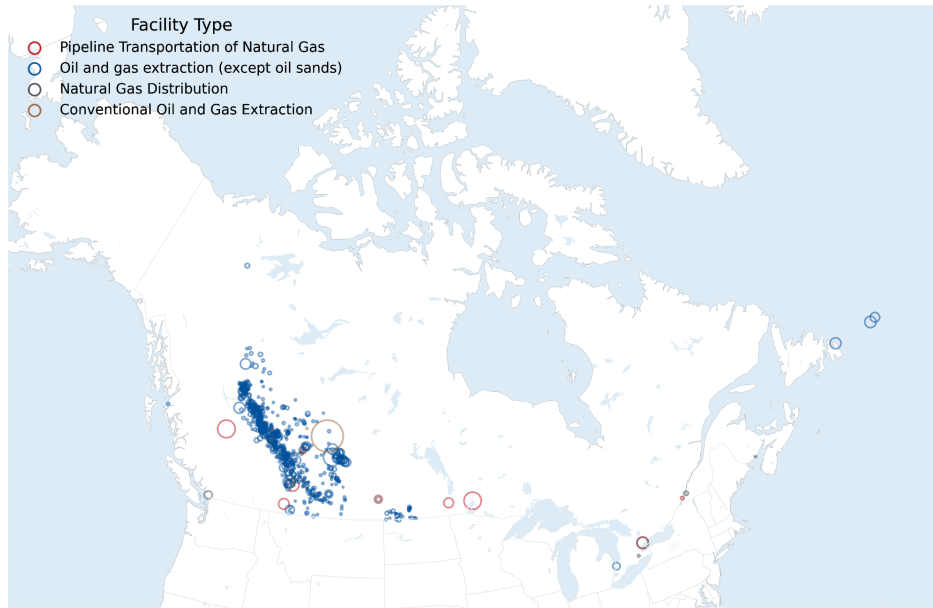 Facility Type
Pipeline Transportation of Natural Gas
Oil and gas extraction (except oil sands)
Natural Gas Distribution
Conventional Oil and Gas Extraction